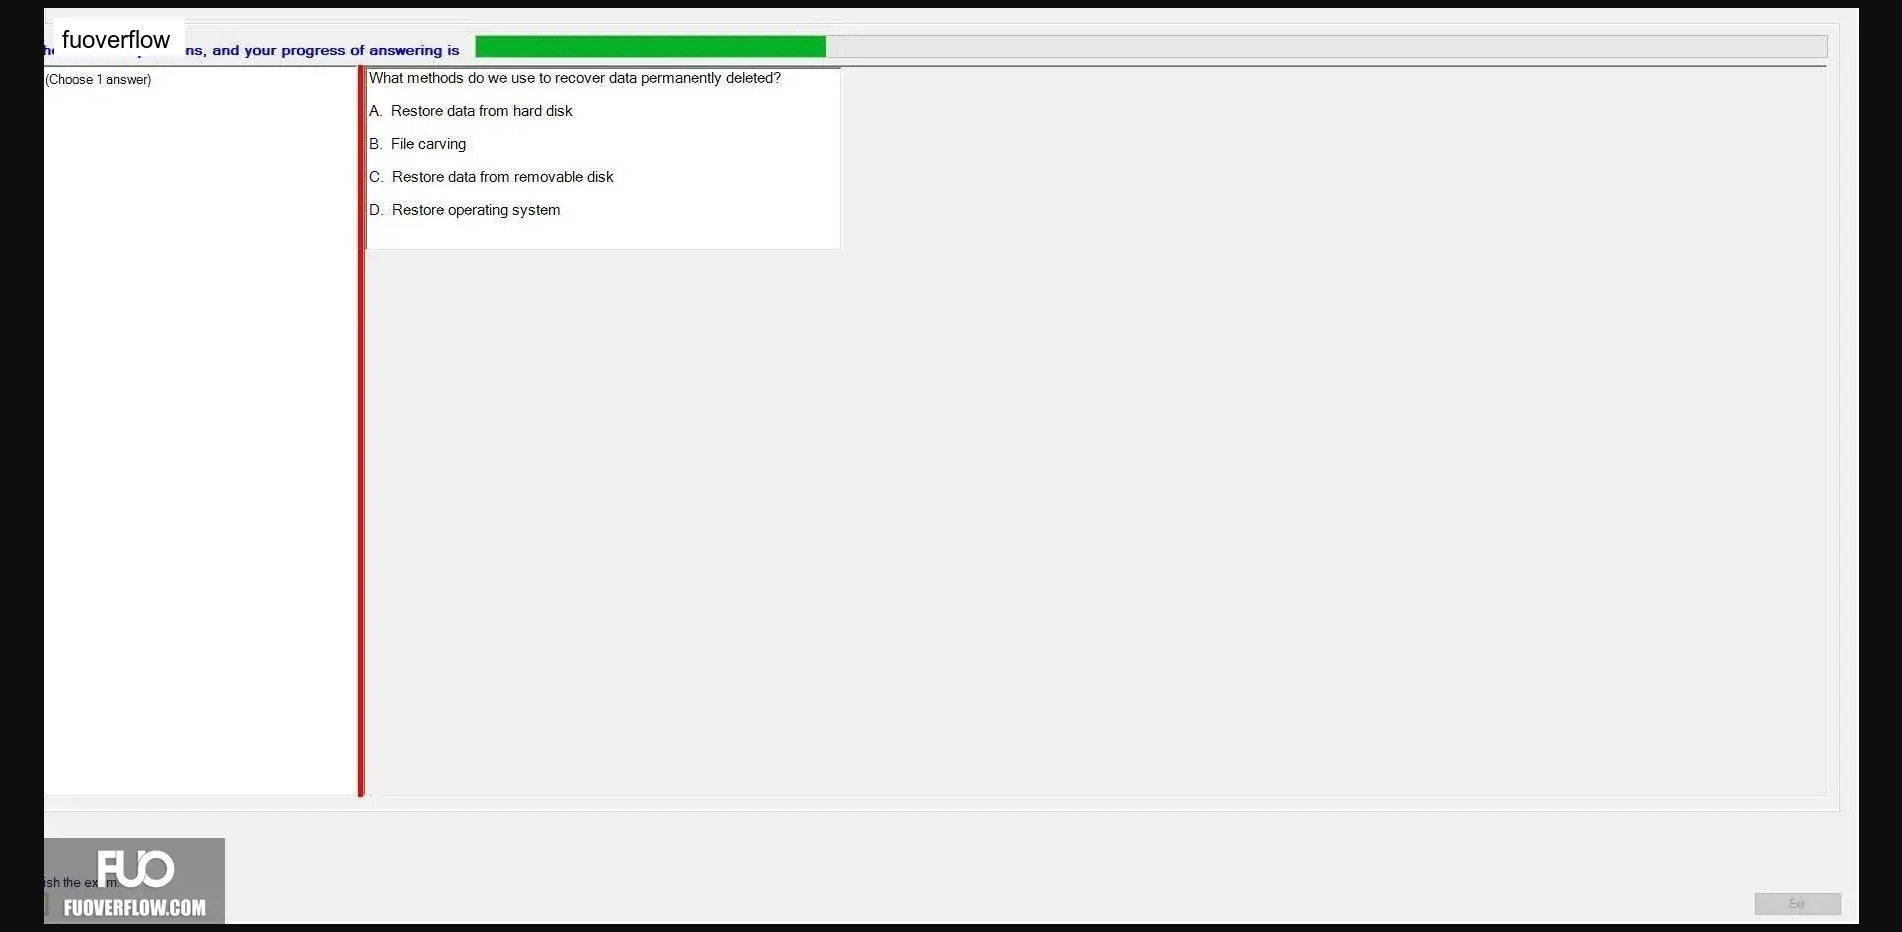 fuoverflow
ns, and your progress of answering is
(Choose 1 answer)
What methods do we use to recover data permanently deleted?
A. Restore data from hard disk
B. File carving
C. Restore data from removable disk
D. Restore operating system
FUO
ish the exam.
FUOVERFLOW.COM
Exit